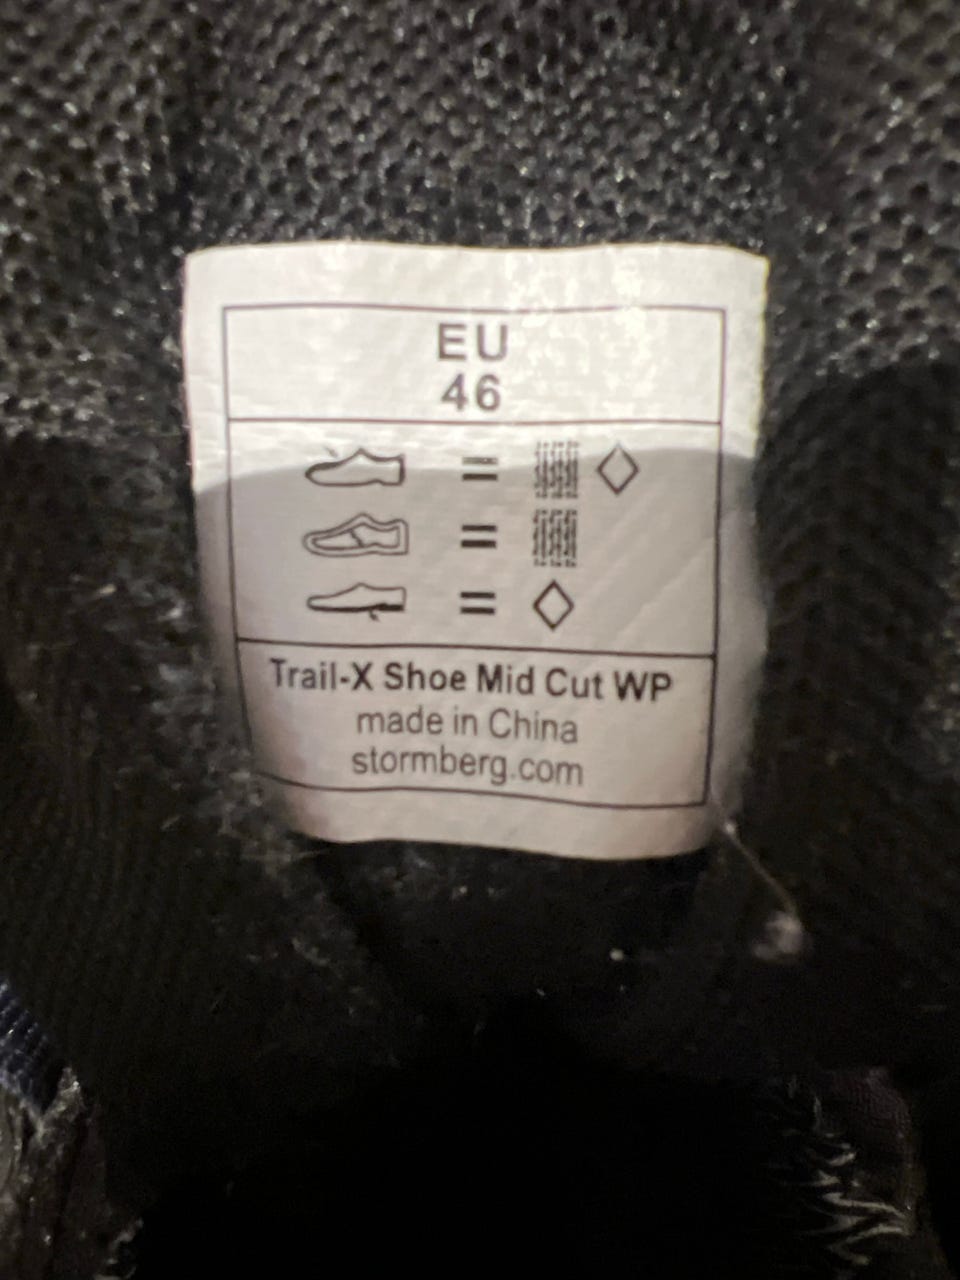 EU
46
=
=
=
Trail-X Shoe Mid Cut WP
made in China
stormberg.com